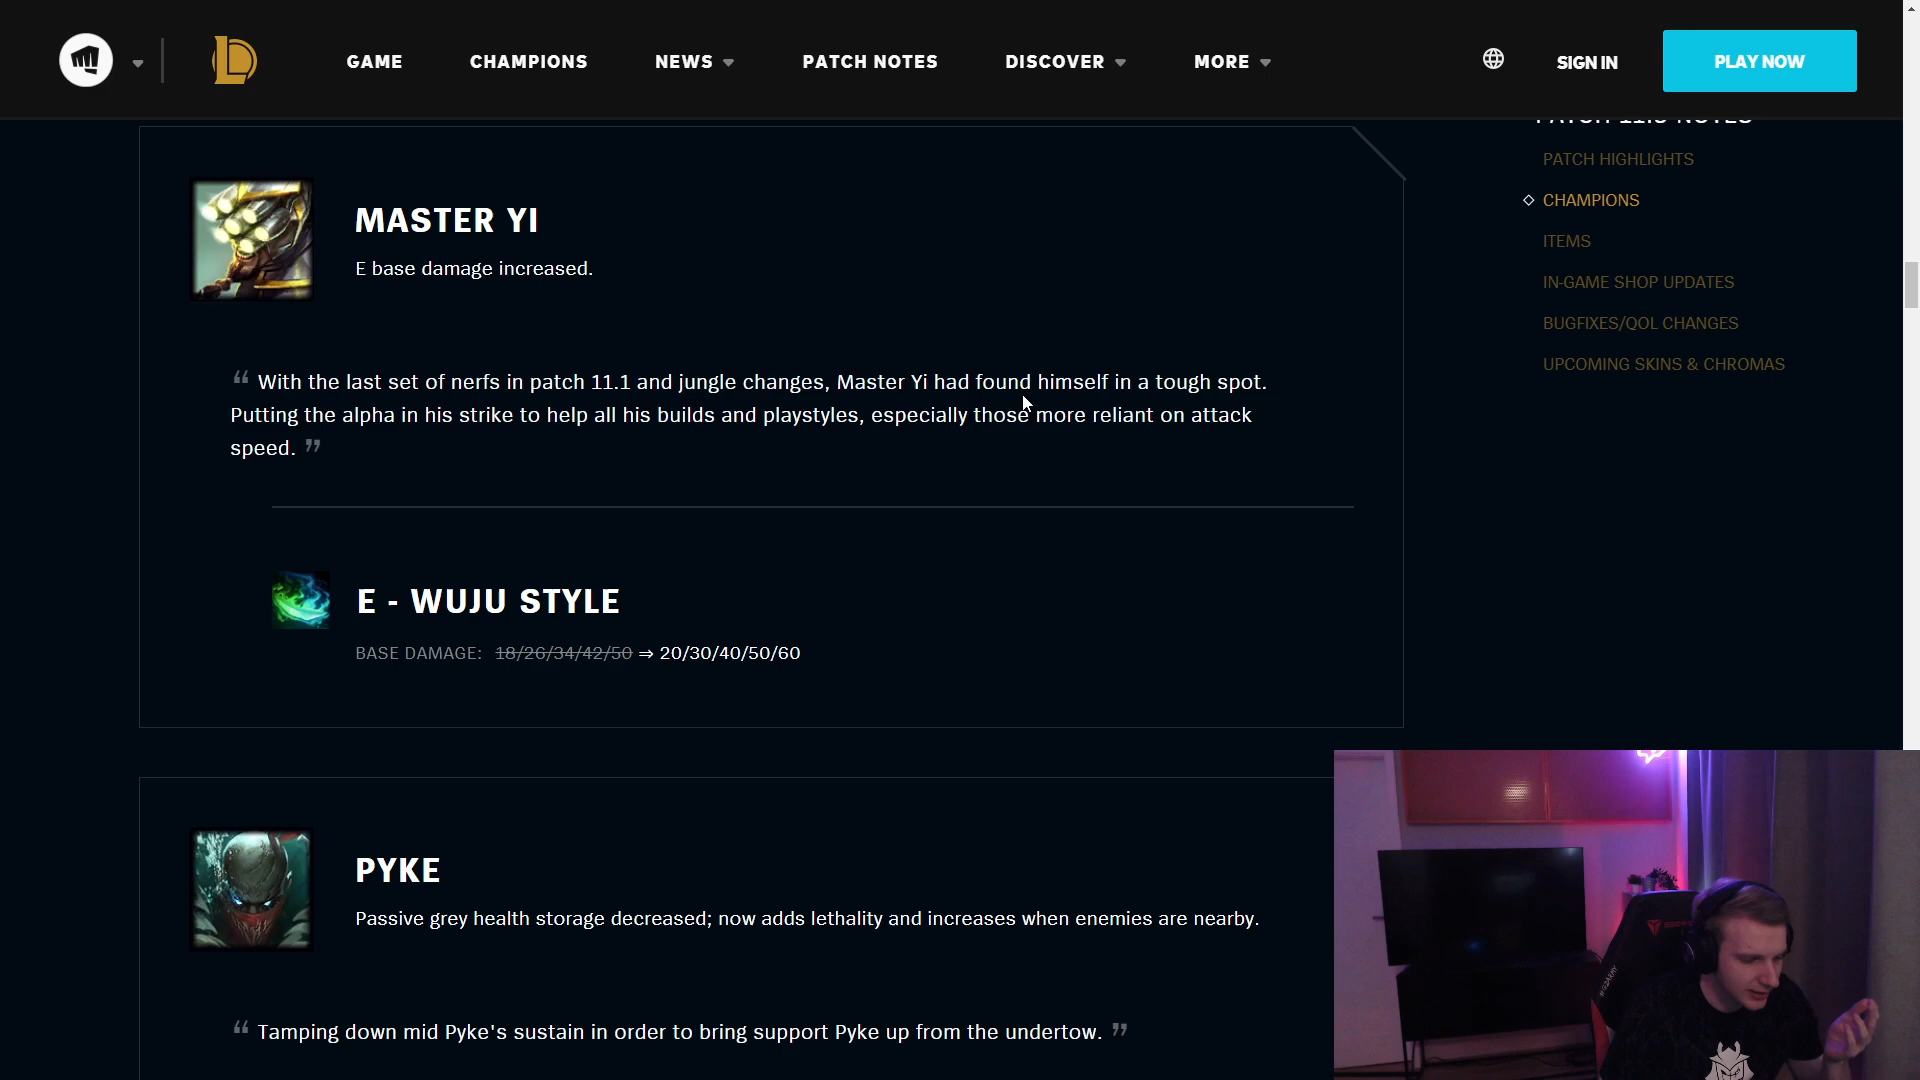 GAME CHAMPIONS NEWS PATCH NOTES DISCOVER MORE SIGN IN PLAY NOW
PATCH HIGHLIGHTS
CHAMPIONS
ITEMS
IN-GAME SHOP UPDATES
BUGFIXES/QOL CHANGES
UPCOMING SKINS & CHROMAS
MASTER YI
E base damage increased.
“ With the last set of nerfs in patch 11.1 and jungle changes, Master Yi had found himself in a tough spot.
Putting the alpha in his strike to help all his builds and playstyles, especially those more reliant on attack
speed. ”
E - WUJU STYLE
BASE DAMAGE: 18/26/34/42/50 ⇒ 20/30/40/50/60
PYKE
Passive grey health storage decreased; now adds lethality and increases when enemies are nearby.
“ Tamping down mid Pyke's sustain in order to bring support Pyke up from the undertow. ”